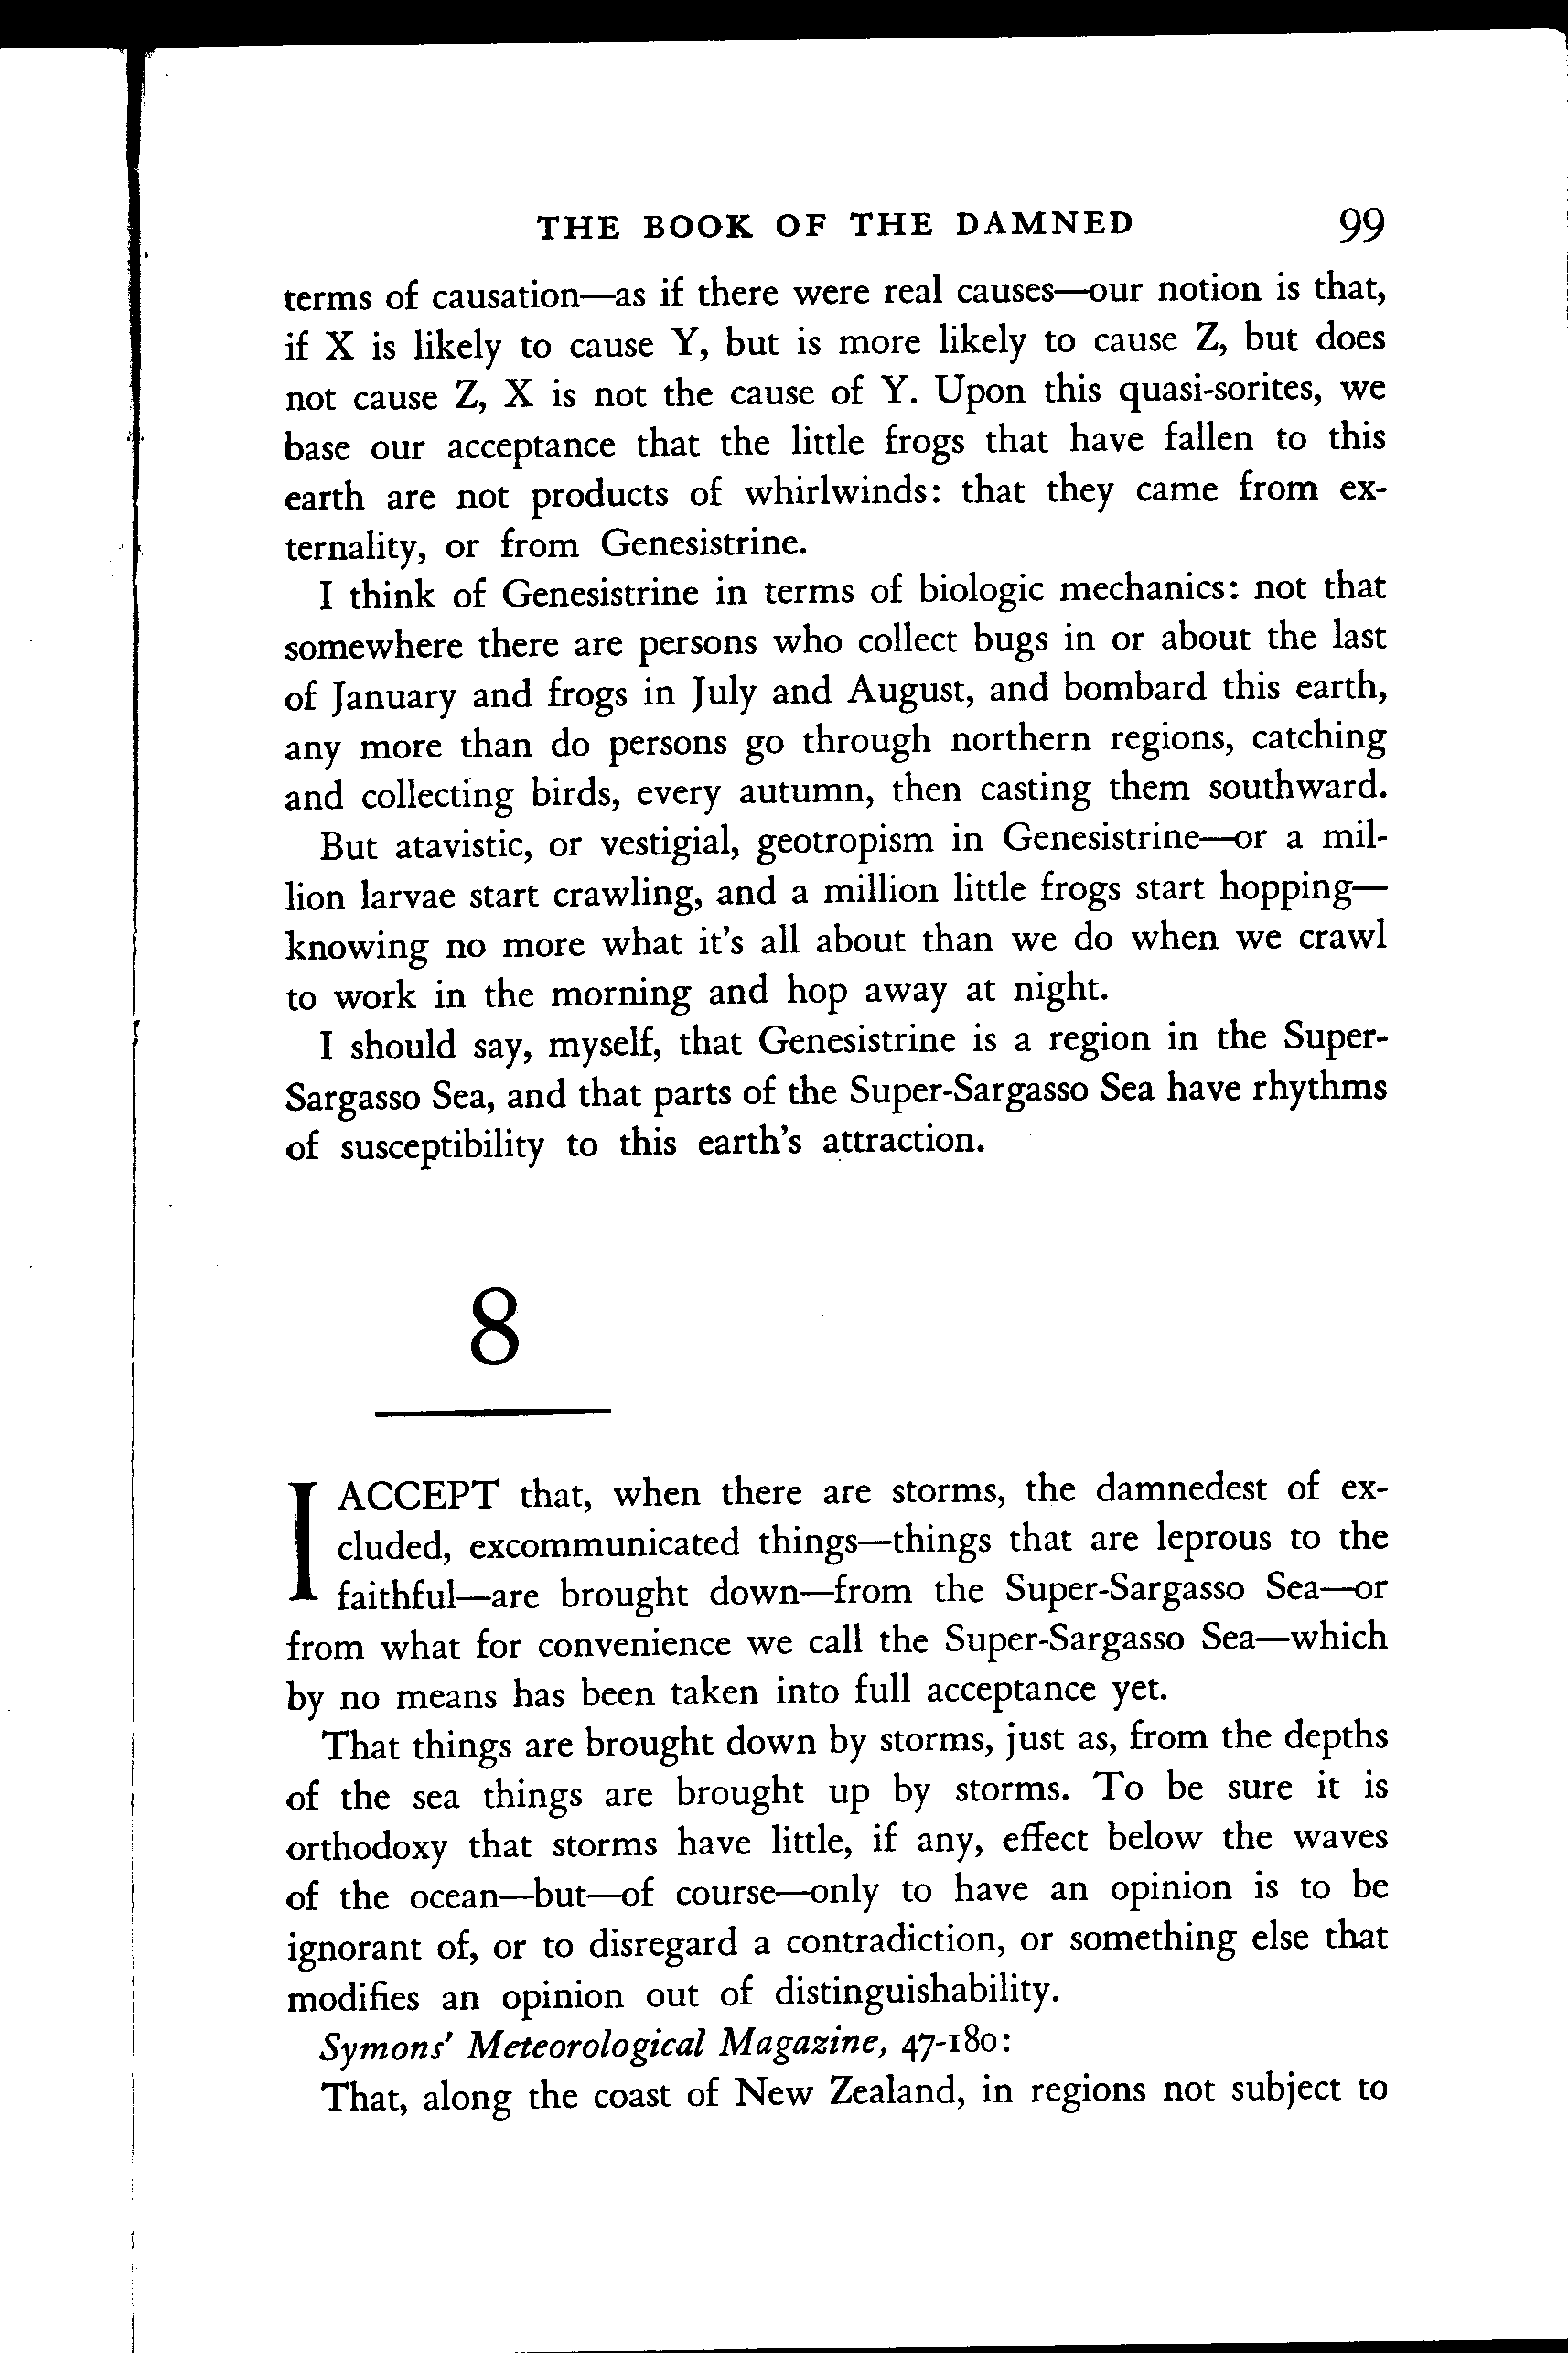 THE BOOK OF THE DAMNED 99
terms of causation—as if there were real causes—our notion is that,
if X is likely to cause Y, but is more likely to cause Z, but does
not cause Z, X is not the cause of Y. Upon this quasi-sorites, we
base our acceptance that the little frogs that have fallen to this
earth are not products of whirlwinds: that they came from ex-
ternality, or from Genesistrine.
I think of Genesistrine in terms of biologic mechanics: not that
somewhere there are persons who collect bugs in or about the last
of January and frogs in July and August, and bombard this earth,
any more than do persons go through northern regions, catching
and collecting birds, every autumn, then casting them southward.
But atavistic, or vestigial, geotropism in Genesistrine—or a mil-
lion larvae start crawling, and a million little frogs start hopping—
knowing no more what it's all about than we do when we crawl
to work in the morning and hop away at night.
I should say, myself, that Genesistrine is a region in the Super-
Sargasso Sea, and that parts of the Super-Sargasso Sea have rhythms
of susceptibility to this earth's attraction.
8
I ACCEPT that, when there are storms, the damnedest of ex-
cluded, excommunicated things—things that are leprous to the
faithful—are brought down—from the Super-Sargasso Sea—or
from what for convenience we call the Super-Sargasso Sea—which
by no means has been taken into full acceptance yet.
That things are brought down by storms, just as, from the depths
of the sea things are brought up by storms. To be sure it is
orthodoxy that storms have little, if any, effect below the waves
of the ocean—but—of course—only to have an opinion is to be
ignorant of, or to disregard a contradiction, or something else that
modifies an opinion out of distinguishability.
Symons' Meteorological Magazine, 47-180:
That, along the coast of New Zealand, in regions not subject to